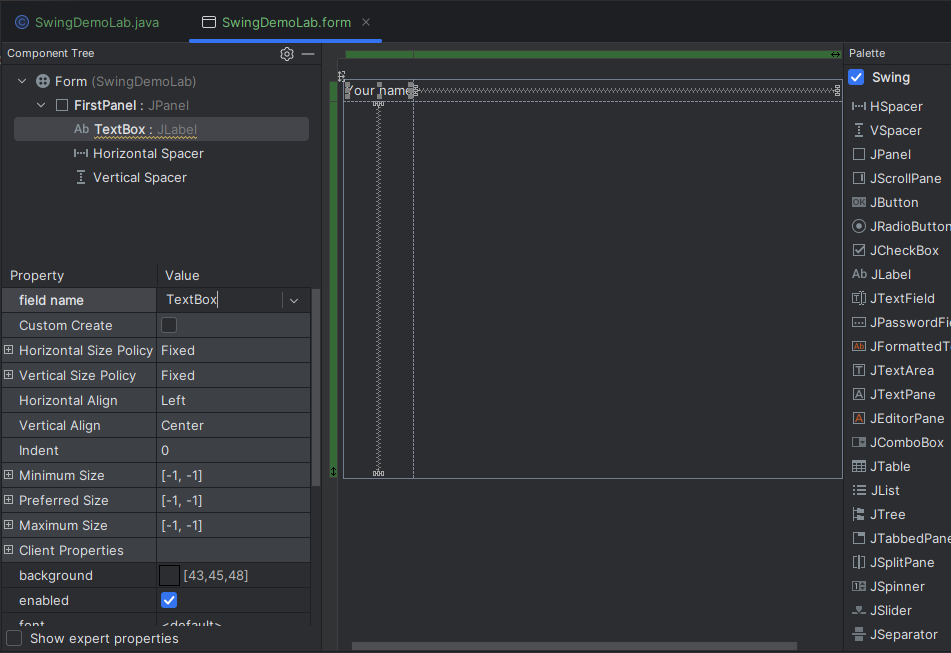 SwingDemoLab.java
SwingDemoLab.form
Component Tree
Form (SwingDemoLab)
FirstPanel : JPanel
Ab TextBox : JLabel
Horizontal Spacer
Vertical Spacer
Property Value
field name TextBox
Custom Create
Horizontal Size Policy Fixed
Vertical Size Policy Fixed
Horizontal Align Left
Vertical Align Center
Indent 0
Minimum Size [-1, -1]
Preferred Size [-1, -1]
Maximum Size [-1, -1]
Client Properties
background [43,45,48]
enabled
font <default>
Show expert properties
Your name
Palette
Swing
HSpacer
VSpacer
JPanel
JScrollPane
OK JButton
JRadioButton
JCheckBox
Ab JLabel
JTextField
JPasswordFi
Ab JFormattedT
JTextArea
JTextPane
JEditorPane
JComboBox
JTable
JList
JTree
JTabbedPane
JSplitPane
JSpinner
JSlider
JSeparator